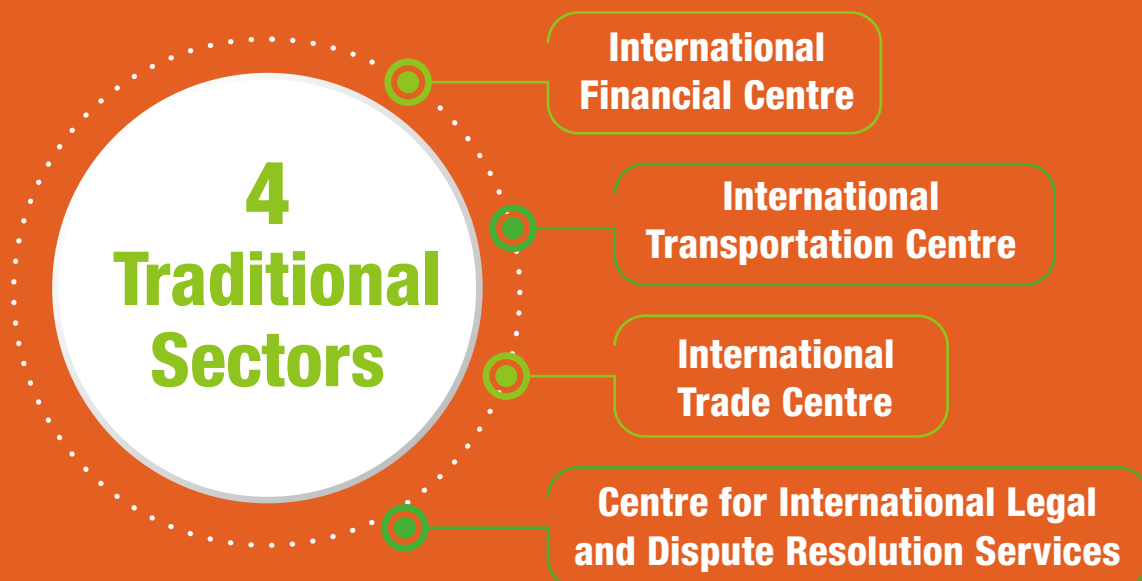 4
Traditional
Sectors
International
Financial Centre
International
Transportation Centre
International
Trade Centre
Centre for International Legal
and Dispute Resolution Services